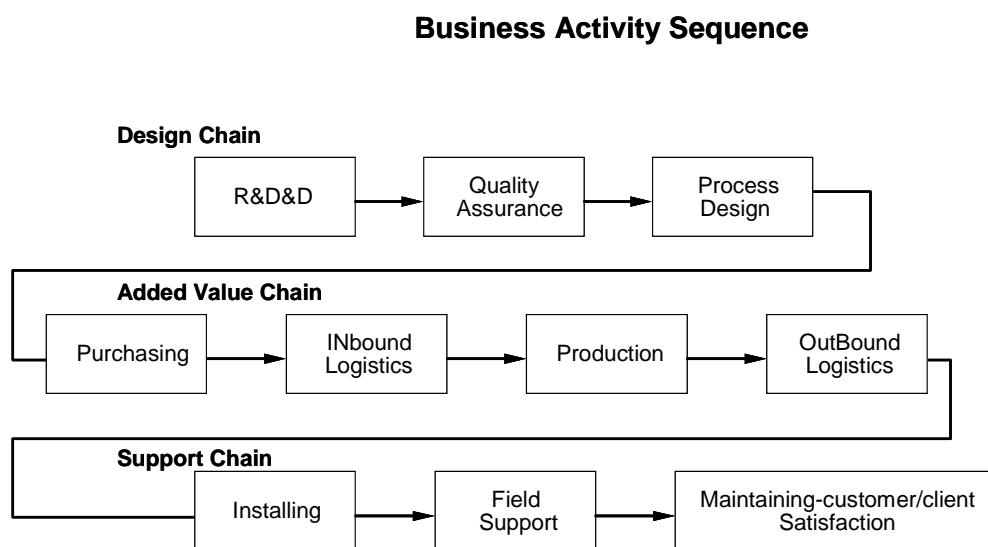 Business Activity Sequence
Design Chain
R&D&D
Quality
Assurance
Process
Design
Added Value Chain
Purchasing
INbound
Logistics
Production
OutBound
Logistics
Support Chain
Installing
Field
Support
Maintaining-customer/client
Satisfaction